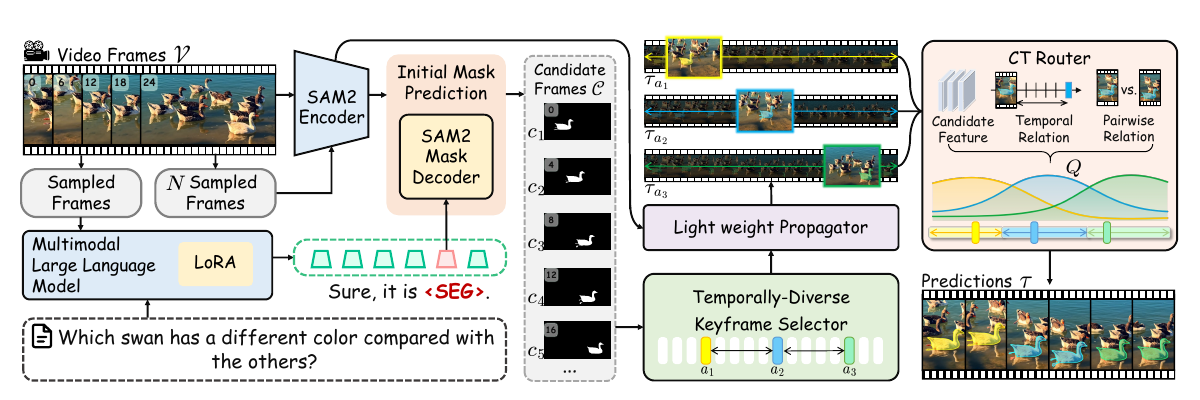 Video Frames 𝒱
0
6
12
18
24
Sampled
Frames
N Sampled
Frames
Multimodal
Large Language
Model
LoRA
Which swan has a different color compared with
the others?
SAM2
Encoder
Initial Mask
Prediction
SAM2
Mask
Decoder
Sure, it is <SEG>.
Candidate
Frames 𝒞
0
c₁
4
c₂
8
c₃
12
c₄
16
c₅
...
𝒯a₁
𝒯a₂
𝒯a₃
Light weight Propagator
Temporally-Diverse
Keyframe Selector
a₁
a₂
a₃
CT Router
vs.
Candidate
Feature
Temporal
Relation
Pairwise
Relation
Q
Predictions 𝒯